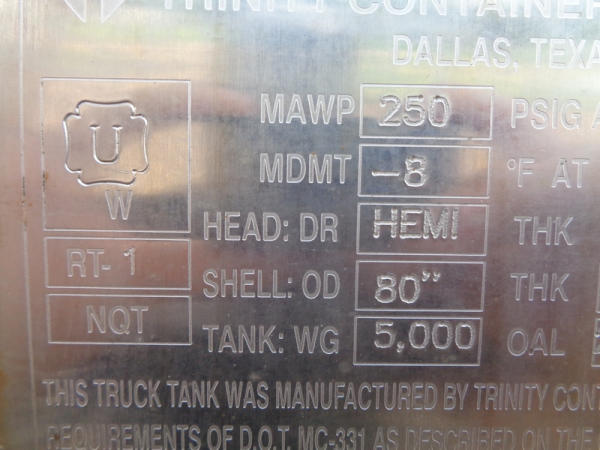 TRINITY CONTAINER
DALLAS, TEXA
U
W
MAWP 250 PSIG A
MDMT -8 °F AT
HEAD: DR HEMI THK
RT-1
SHELL: OD 80” THK
NQT
TANK: WG 5,000 OAL
THIS TRUCK TANK WAS MANUFACTURED BY TRINITY CONT
REQUIREMENTS OF D.O.T. MC-331 AS DESCRIBED ON THE